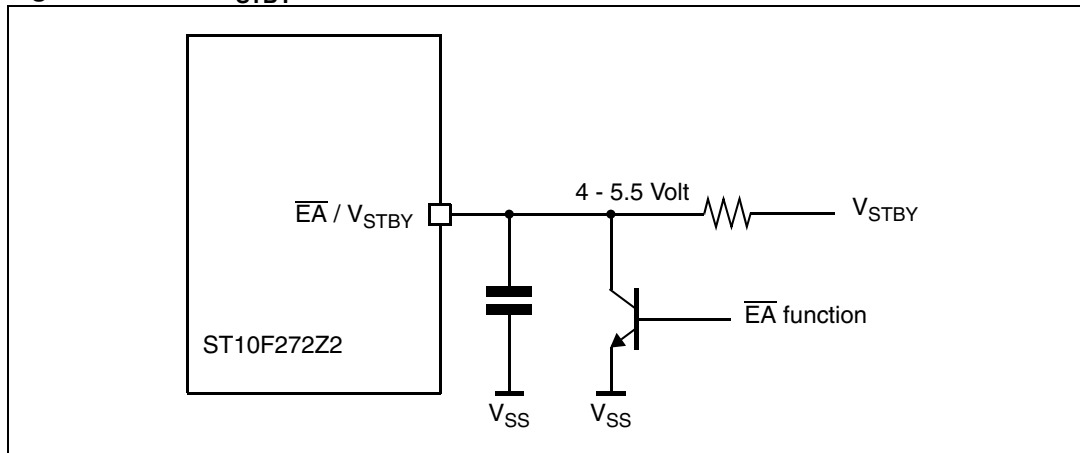 4 - 5.5 Volt
EA / VSTBY
VSTBY
EA function
ST10F272Z2
VSS
VSS